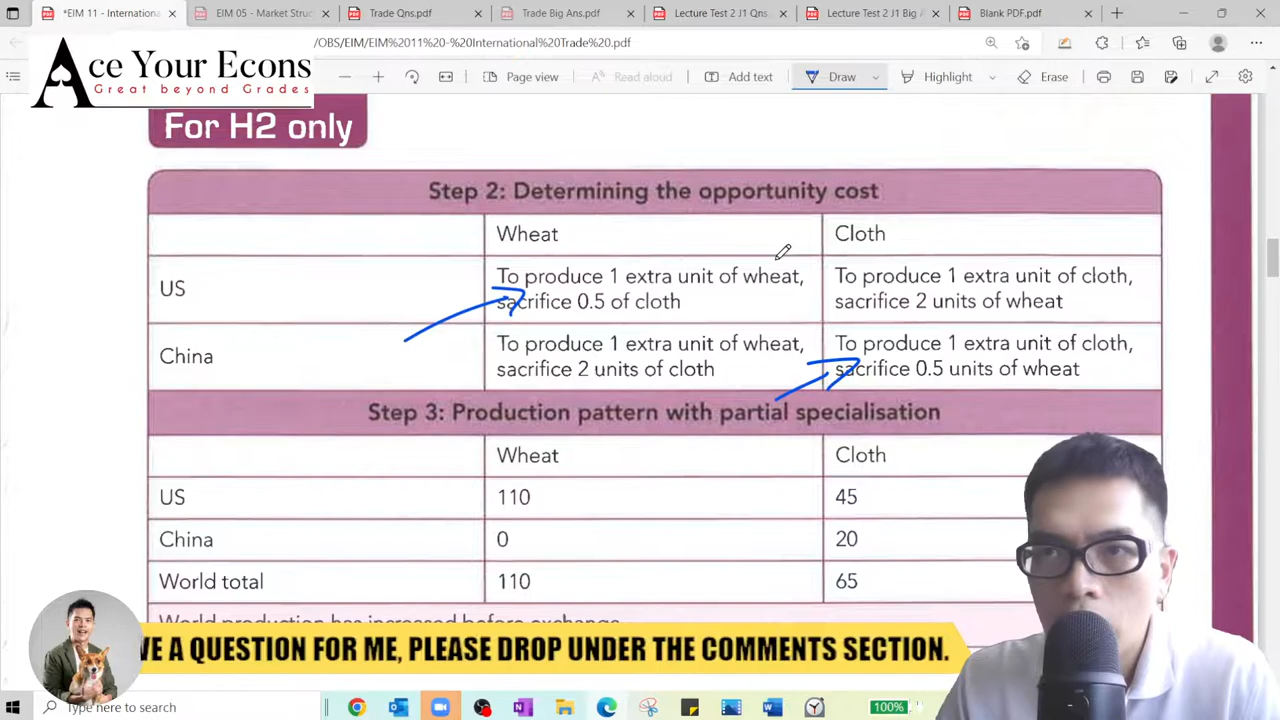 *EIM 11 - Internationa
EIM 05 - Market Struc
Trade Qns.pdf
Trade Big Ans.pdf
Lecture Test 2 J1 Qns
Lecture Test 2 J1 Big A
Blank PDF.pdf
/OBS/EIM/EIM%2011%20-%20International%20Trade%20.pdf
Ace Your Econs
Great beyond Grades
Page view
Read aloud
Add text
Draw
Highlight
Erase
For H2 only
Step 2: Determining the opportunity cost
Wheat
Cloth
US
To produce 1 extra unit of wheat,
sacrifice 0.5 of cloth
To produce 1 extra unit of cloth,
sacrifice 2 units of wheat
China
To produce 1 extra unit of wheat,
sacrifice 2 units of cloth
To produce 1 extra unit of cloth,
sacrifice 0.5 units of wheat
Step 3: Production pattern with partial specialisation
Wheat
Cloth
US
110
45
China
0
20
World total
110
65
World production has increased before exchange
VE A QUESTION FOR ME, PLEASE DROP UNDER THE COMMENTS SECTION.
Type here to search
100%